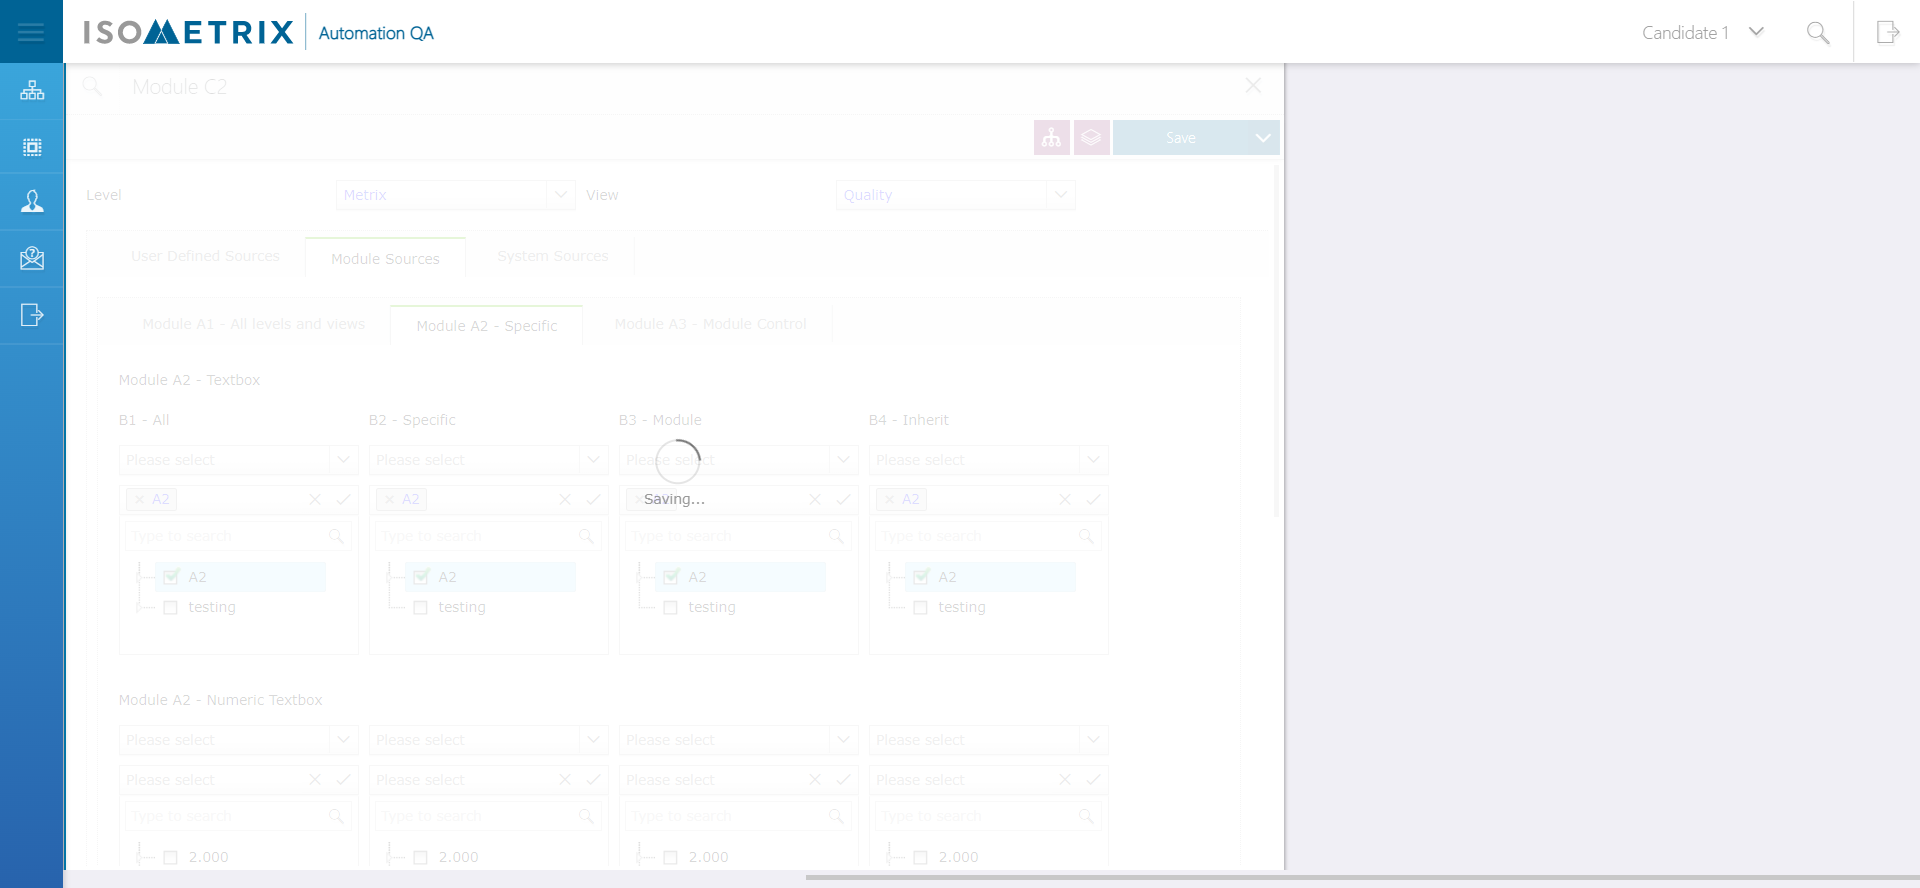 ISOMETRIX Automation QA Candidate 1
Module C2
Save
Level Metrix View Quality
User Defined Sources Module Sources System Sources
Module A1 - All levels and views Module A2 - Specific Module A3 - Module Control
Module A2 - Textbox
B1 - All B2 - Specific B3 - Module B4 - Inherit
Please select Please select Please select Please select
A2 A2 Saving... A2
Type to search Type to search Type to search Type to search
A2 A2 A2 A2
testing testing testing testing
Module A2 - Numeric Textbox
Please select Please select Please select Please select
Please select Please select Please select Please select
Type to search Type to search Type to search Type to search
2.000 2.000 2.000 2.000